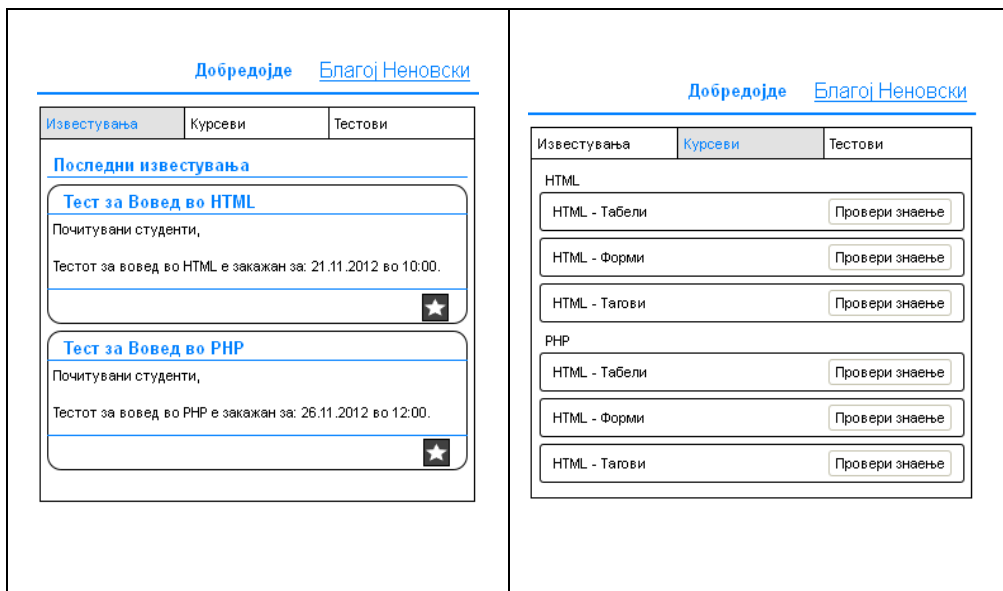 Добредојде Благој Неновски
Известувања Курсеви Тестови
Последни известувања
Тест за Вовед во HTML
Почитувани студенти,
Тестот за вовед во HTML е закажан за: 21.11.2012 во 10:00.
Тест за Вовед во PHP
Почитувани студенти,
Тестот за вовед во PHP е закажан за: 26.11.2012 во 12:00.
Добредојде Благој Неновски
Известувања Курсеви Тестови
HTML
HTML - Табели Провери знаење
HTML - Форми Провери знаење
HTML - Тагови Провери знаење
PHP
HTML - Табели Провери знаење
HTML - Форми Провери знаење
HTML - Тагови Провери знаење